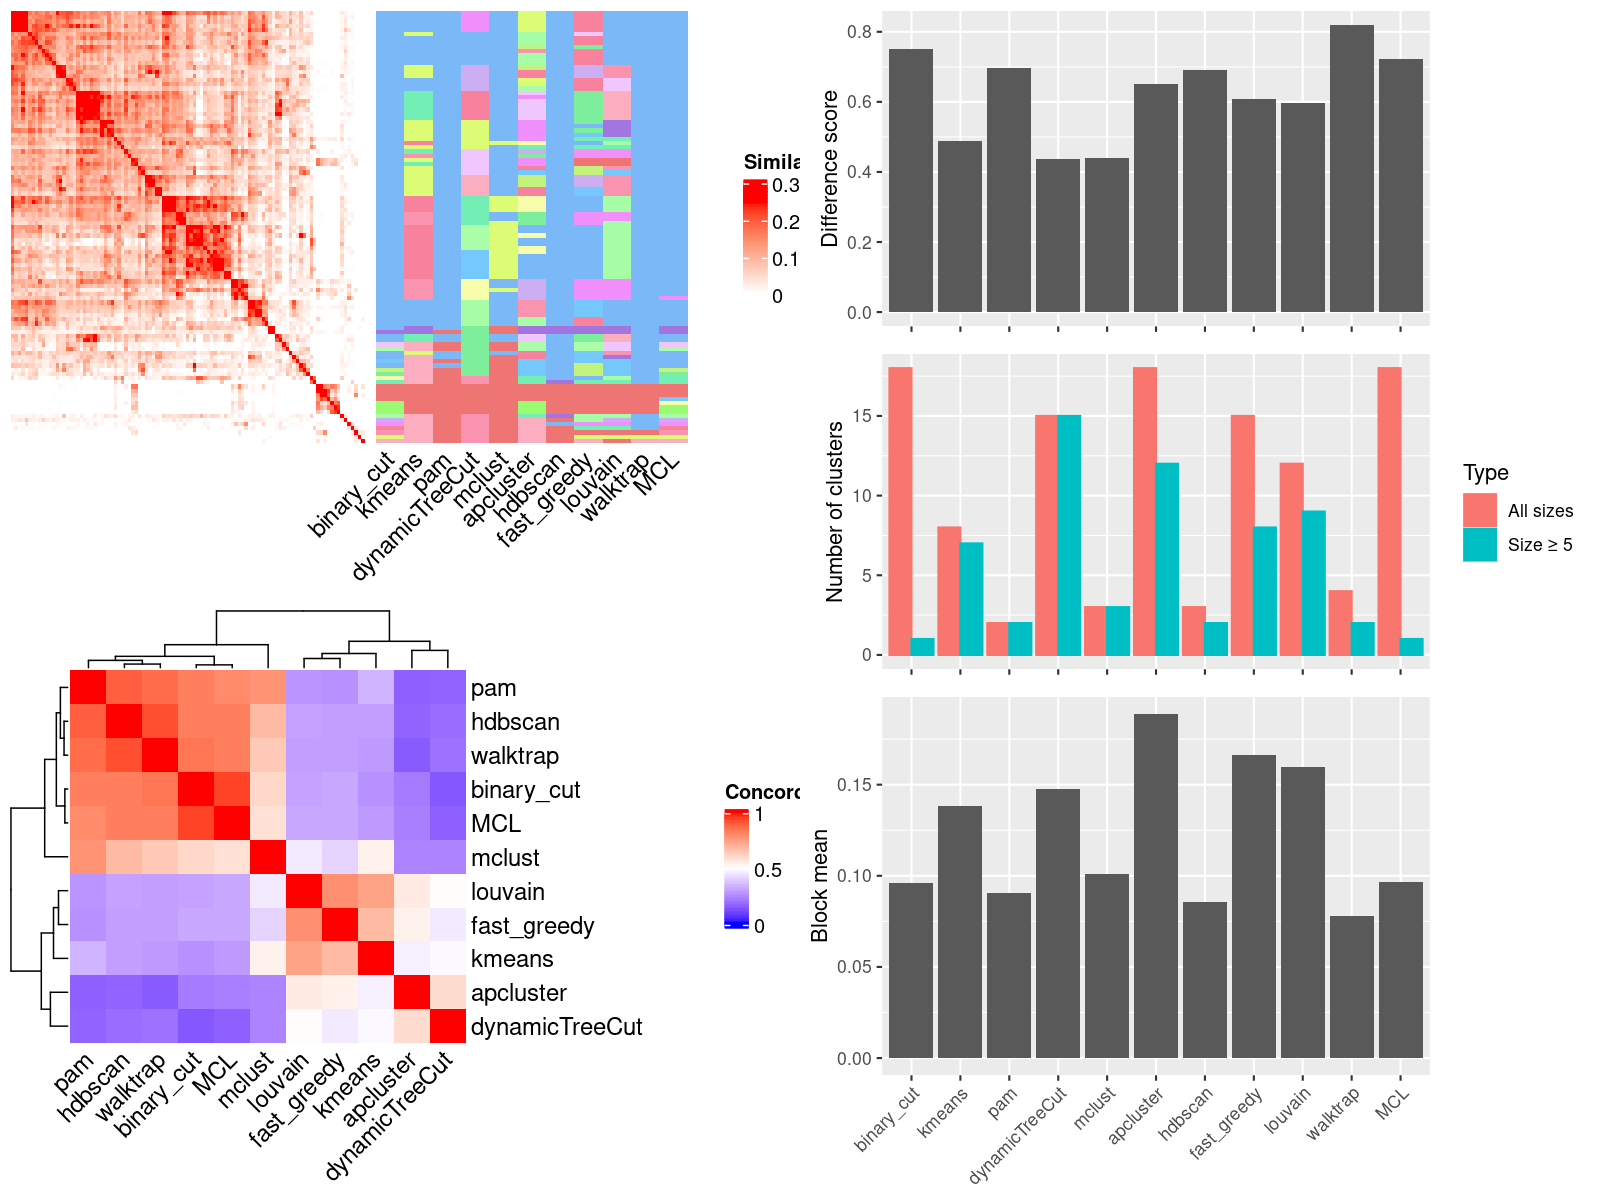 Simila
0.3
0.2
0.1
0
binary_cut
kmeans
pam
dynamicTreeCut
mclust
apcluster
hdbscan
fast_greedy
louvain
walktrap
MCL
Difference score
0.8
0.6
0.4
0.2
0.0
Number of clusters
15
10
5
0
Type
All sizes
Size ≥ 5
pam
hdbscan
walktrap
binary_cut
MCL
mclust
louvain
fast_greedy
kmeans
apcluster
dynamicTreeCut
pam
hdbscan
walktrap
binary_cut
MCL
mclust
louvain
fast_greedy
kmeans
apcluster
dynamicTreeCut
Concord
1
0.5
0
Block mean
0.15
0.10
0.05
0.00
binary_cut
kmeans
pam
dynamicTreeCut
mclust
apcluster
hdbscan
fast_greedy
louvain
walktrap
MCL